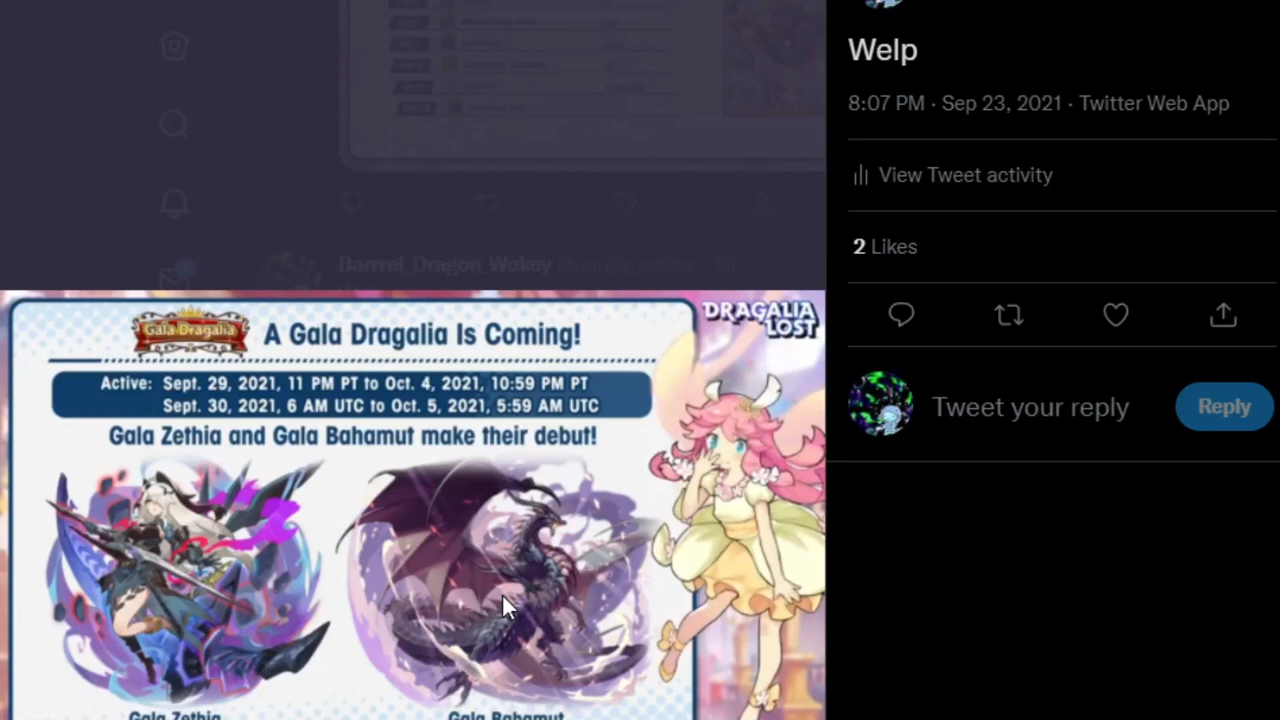 Welp
8:07 PM · Sep 23, 2021 · Twitter Web App
View Tweet activity
2 Likes
Tweet your reply
Reply
Barrrel_Dragon_Wokey
Gala Dragalia
A Gala Dragalia Is Coming!
DRAGALIA
LOST
Active: Sept. 29, 2021, 11 PM PT to Oct. 4, 2021, 10:59 PM PT
Sept. 30, 2021, 6 AM UTC to Oct. 5, 2021, 5:59 AM UTC
Gala Zethia and Gala Bahamut make their debut!
Gala Zethia
Gala Bahamut